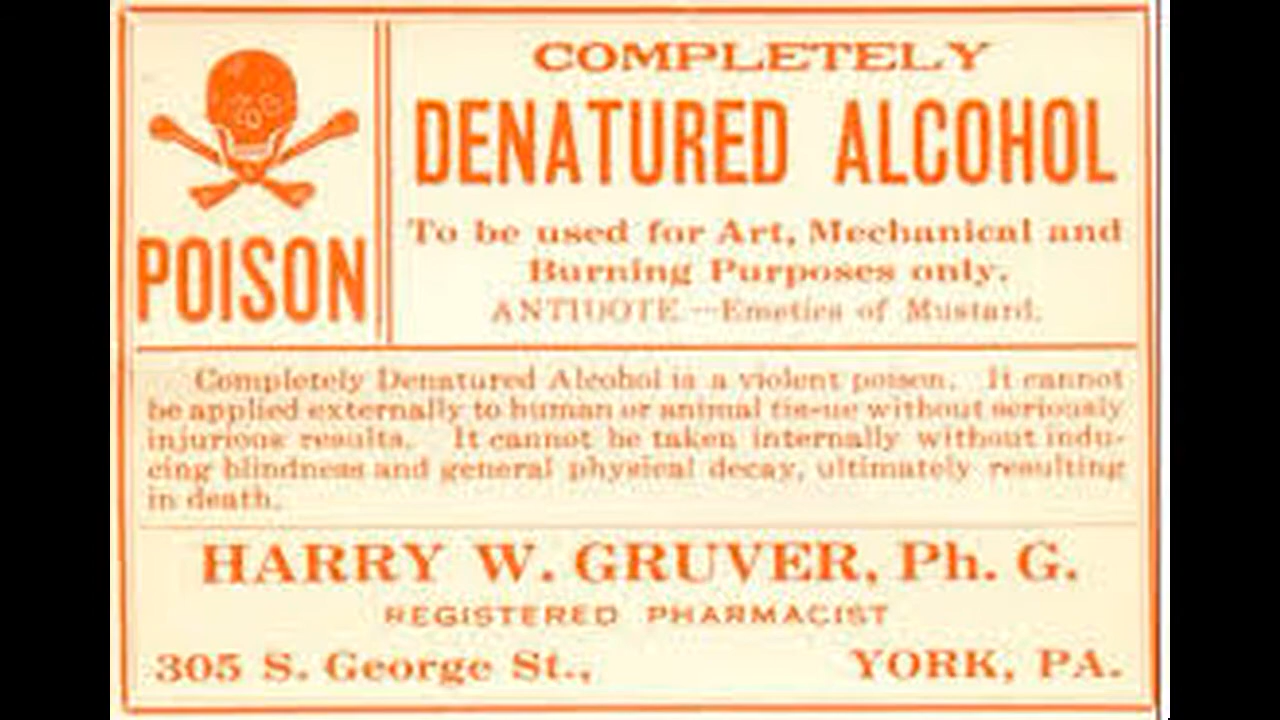 POISON
COMPLETELY
DENATURED ALCOHOL
To be used for Art, Mechanical and
Burning Purposes only.
ANTIDOTE.—Emetics of Mustard.
Completely Denatured Alcohol is a violent poison. It cannot
be applied externally to human or animal tissue without seriously
injurious results. It cannot be taken internally without indu-
cing blindness and general physical decay, ultimately resulting
in death.
HARRY W. GRUVER, Ph. G.
REGISTERED PHARMACIST
305 S. George St., YORK, PA.